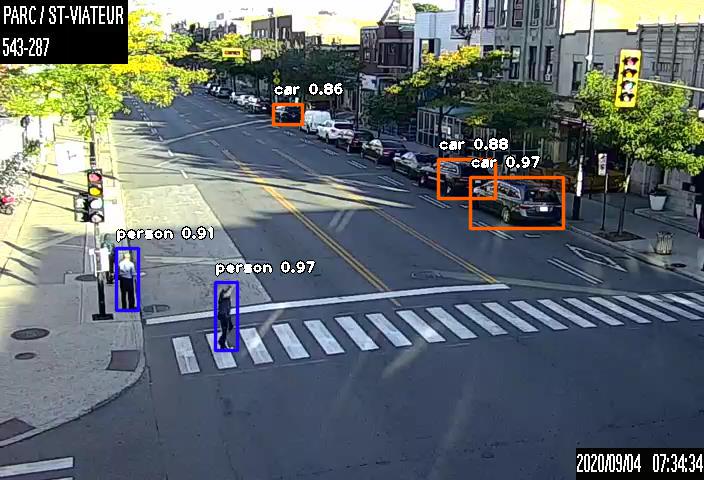 PARC / ST-VIATEUR
543-287
car 0.86
car 0.88
car 0.97
person 0.91
person 0.97
2020/09/04 07:34:34